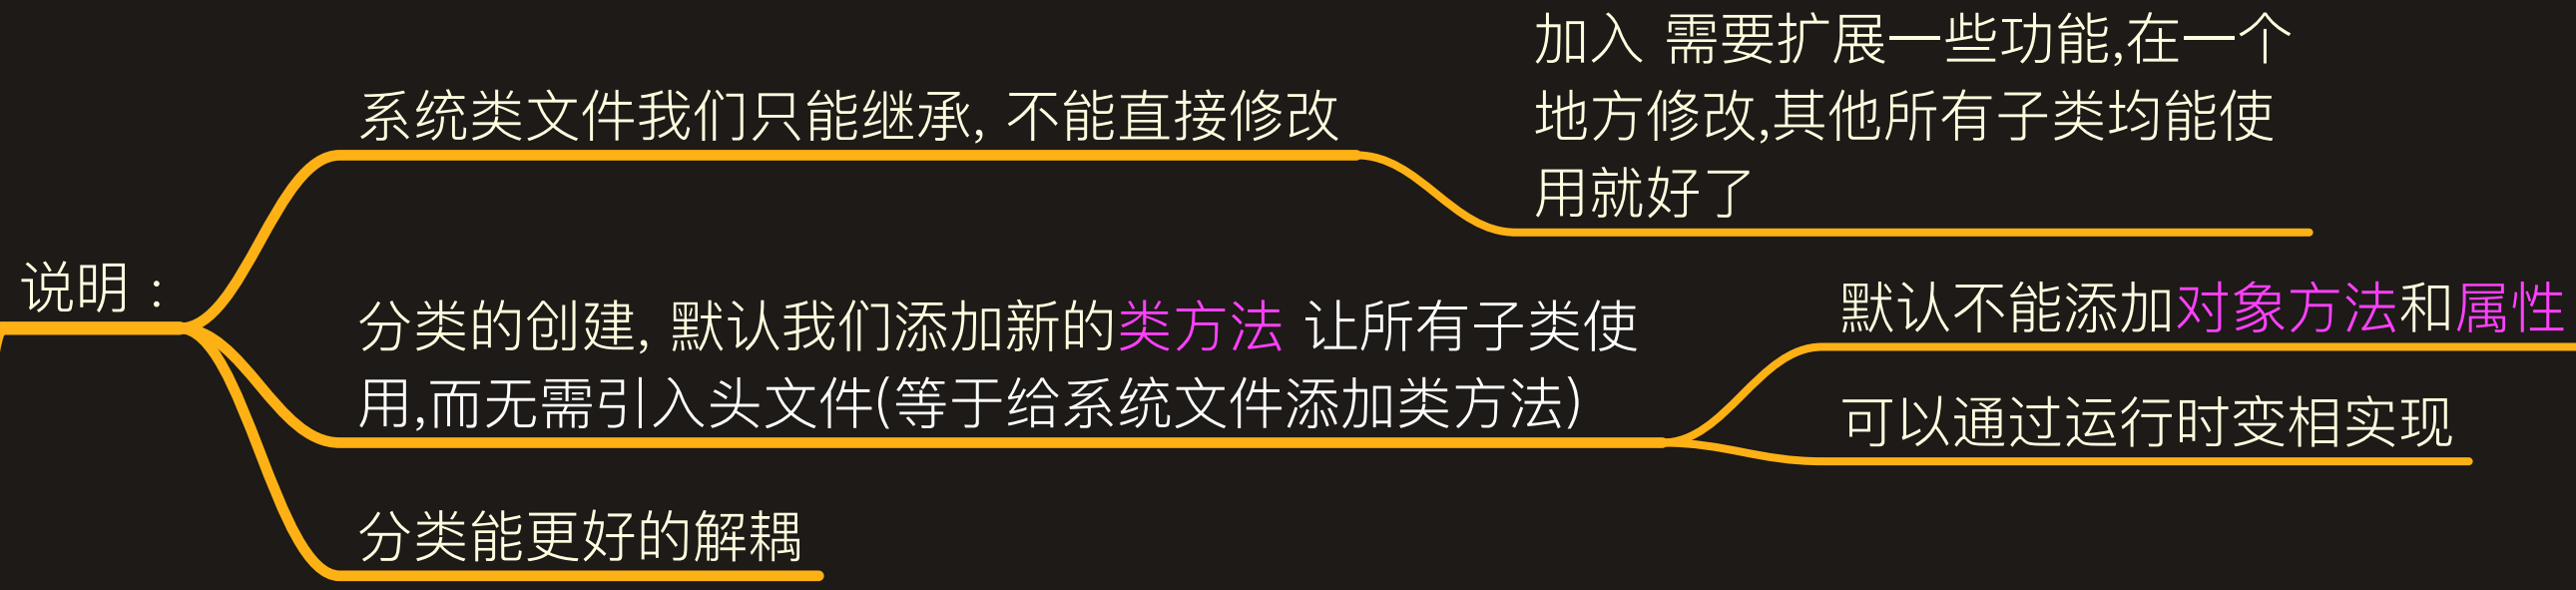 说明：
系统类文件我们只能继承, 不能直接修改
加入 需要扩展一些功能,在一个
地方修改,其他所有子类均能使
用就好了
分类的创建, 默认我们添加新的类方法 让所有子类使
用,而无需引入头文件(等于给系统文件添加类方法)
默认不能添加对象方法和属性
可以通过运行时变相实现
分类能更好的解耦